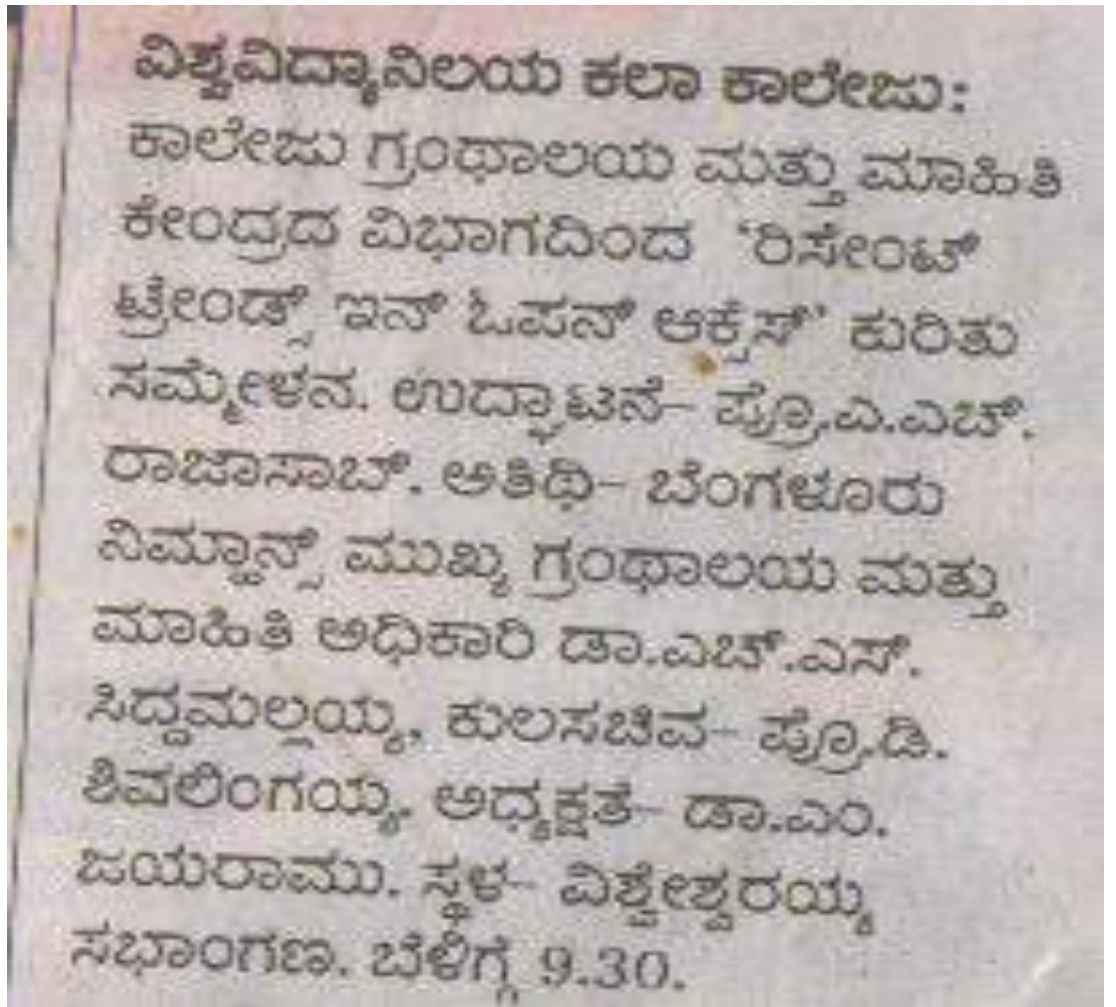 ವಿಶ್ವವಿದ್ಯಾನಿಲಯ ಕಲಾ ಕಾಲೇಜು:
ಕಾಲೇಜು ಗ್ರಂಥಾಲಯ ಮತ್ತು ಮಾಹಿತಿ
ಕೇಂದ್ರದ ವಿಭಾಗದಿಂದ ‘ರಿಸೇಂಟ್
ಟ್ರೇಂಡ್ಸ್ ಇನ್ ಓಪನ್ ಆಕ್ಸೆಸ್’ ಕುರಿತು
ಸಮ್ಮೇಳನ. ಉದ್ಘಾಟನೆ– ಪ್ರೊ.ಎ.ಎಚ್.
ರಾಜಾಸಾಬ್. ಅತಿಥಿ– ಬೆಂಗಳೂರು
ನಿಮ್ಹಾನ್ಸ್ ಮುಖ್ಯ ಗ್ರಂಥಾಲಯ ಮತ್ತು
ಮಾಹಿತಿ ಅಧಿಕಾರಿ ಡಾ.ಎಚ್.ಎಸ್.
ಸಿದ್ದಮಲ್ಲಯ್ಯ, ಕುಲಸಚಿವ– ಪ್ರೊ.ಡಿ.
ಶಿವಲಿಂಗಯ್ಯ. ಅಧ್ಯಕ್ಷತೆ– ಡಾ.ಎಂ.
ಜಯರಾಮು. ಸ್ಥಳ– ವಿಶ್ವೇಶ್ವರಯ್ಯ
ಸಭಾಂಗಣ. ಬೆಳಿಗ್ಗೆ 9.30.